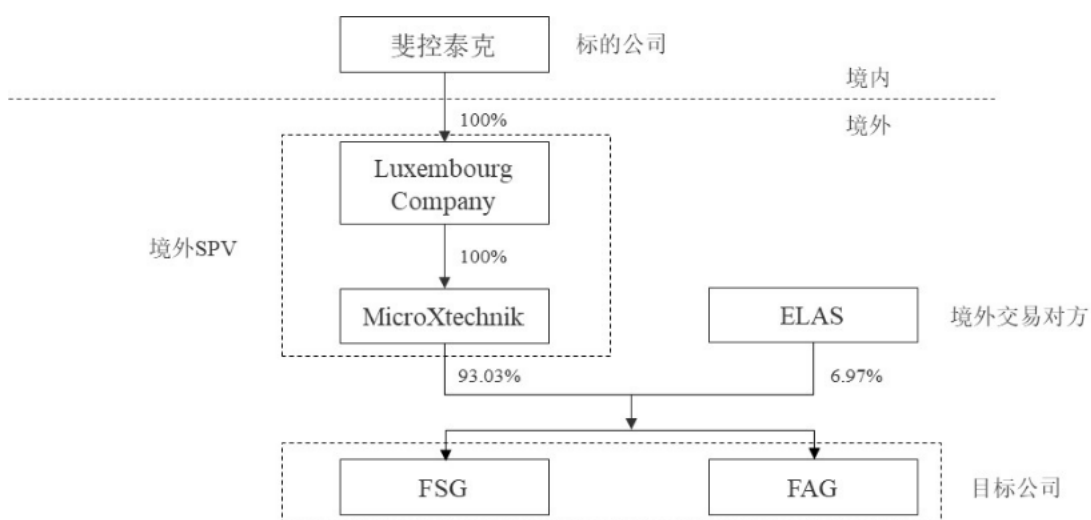 斐控泰克
标的公司
境内
100%
境外
Luxembourg
Company
境外SPV
100%
MicroXtechnik
ELAS
境外交易对方
93.03%
6.97%
FSG
FAG
目标公司